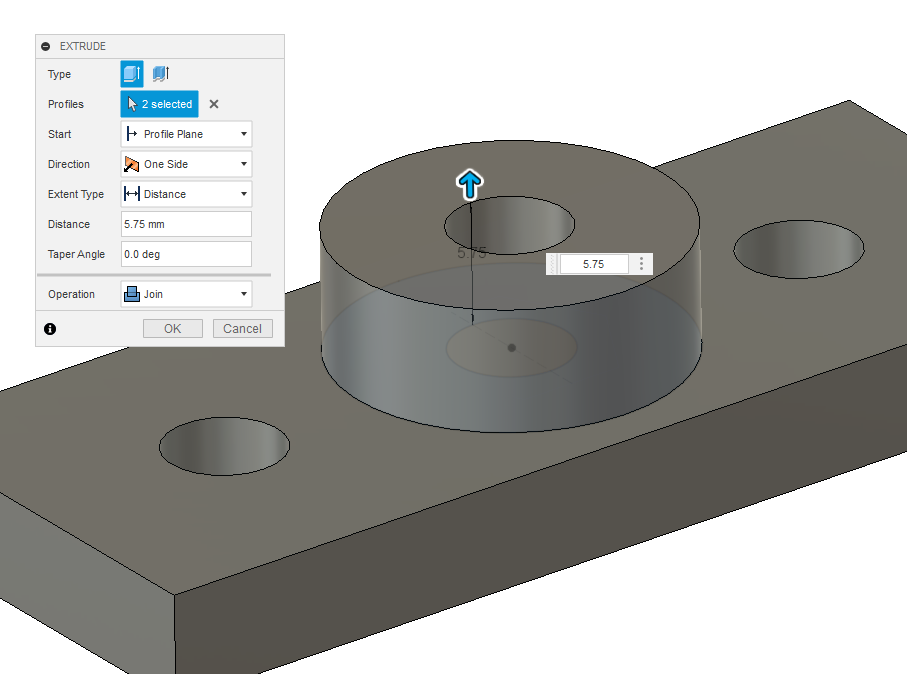 EXTRUDE
Type
Profiles 2 selected
Start Profile Plane
Direction One Side
Extent Type Distance
Distance 5.75 mm
Taper Angle 0.0 deg
Operation Join
OK Cancel
5.75
5.75